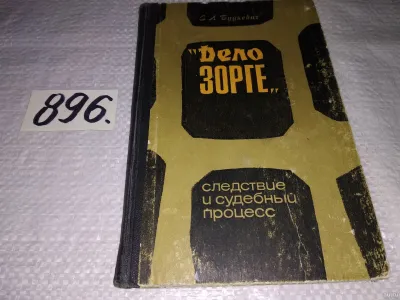 896.
С. А. Будкевич
„Дело
ЗОРГЕ„
следствие
и судебный
процесс